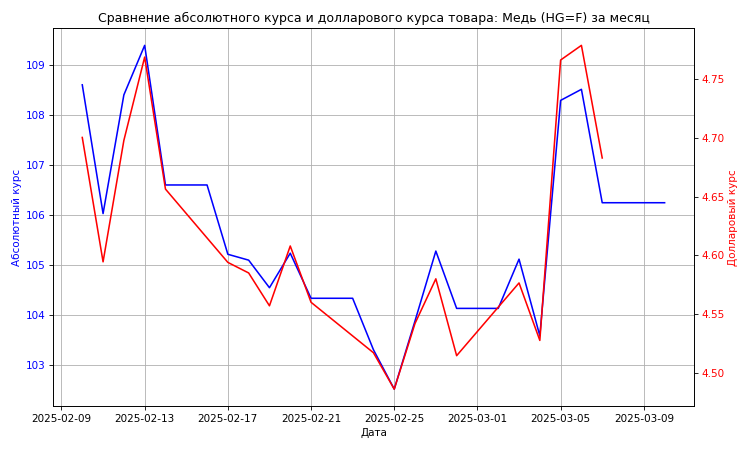 Сравнение абсолютного курса и долларового курса товара: Медь (HG=F) за месяц
Абсолютный курс
109
108
107
106
105
104
103
4.75
4.70
4.65
4.60
4.55
4.50
Долларовый курс
2025-02-09 2025-02-13 2025-02-17 2025-02-21 2025-02-25 2025-03-01 2025-03-05 2025-03-09
Дата